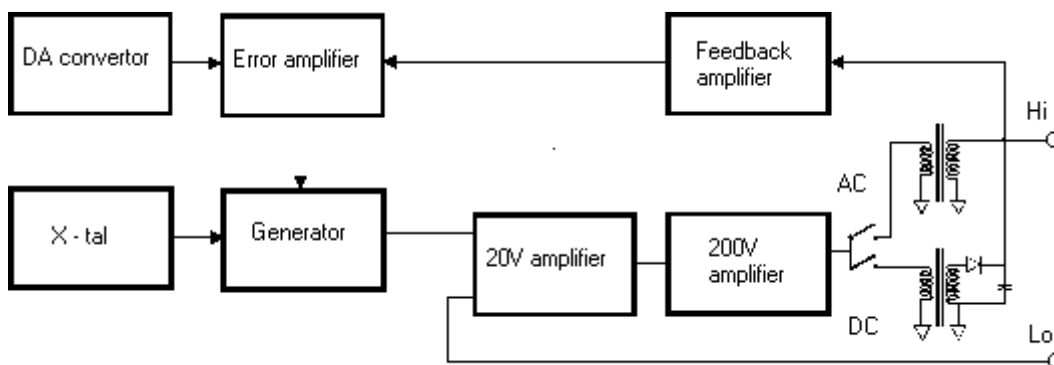 DA convertor
Error amplifier
Feedback
amplifier
Hi
AC
X - tal
Generator
20V amplifier
200V
amplifier
DC
Lo